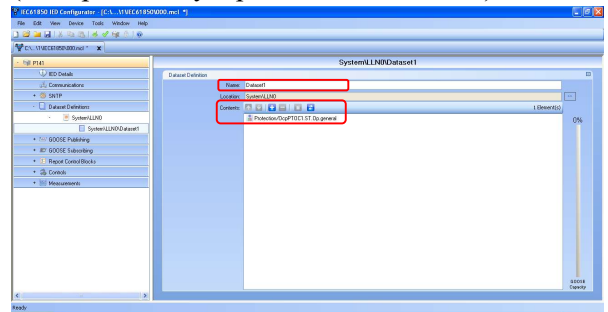 IEC61850 IED Configurator - [C:\...\1\IEC61850\000.mcl *]
File Edit View Device Tools Window Help
C:\...\1\IEC61850\000.mcl * x
P141
IED Details
Communications
SNTP
Dataset Definitions
System\LLN0
System\LLN0\Dataset1
GOOSE Publishing
GOOSE Subscribing
Report Control Blocks
Controls
Measurements
System\LLN0\Dataset1
Dataset Definition
Name: Dataset1
Location: System\LLN0
Contents: 1 Element(s)
Protection/OcpPTOC1.ST.Op.general
0%
GOOSE
Capacity
Ready